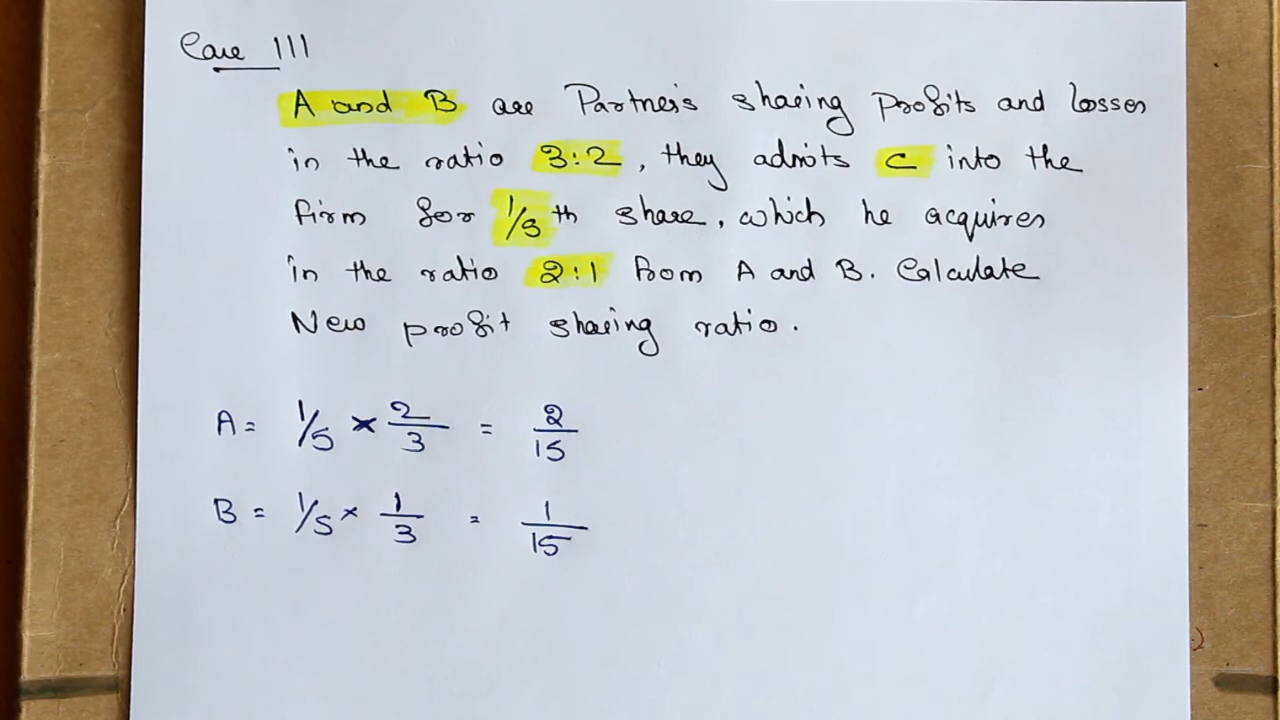 Case III
A and B are Partners sharing Profits and losses
in the ratio 3:2, they admits C into the
firm for 1/5th share, which he acquires
in the ratio 2:1 from A and B. Calculate
New profit sharing ratio.
A = 1/5 × 2/3 = 2/15
B = 1/5 × 1/3 = 1/15